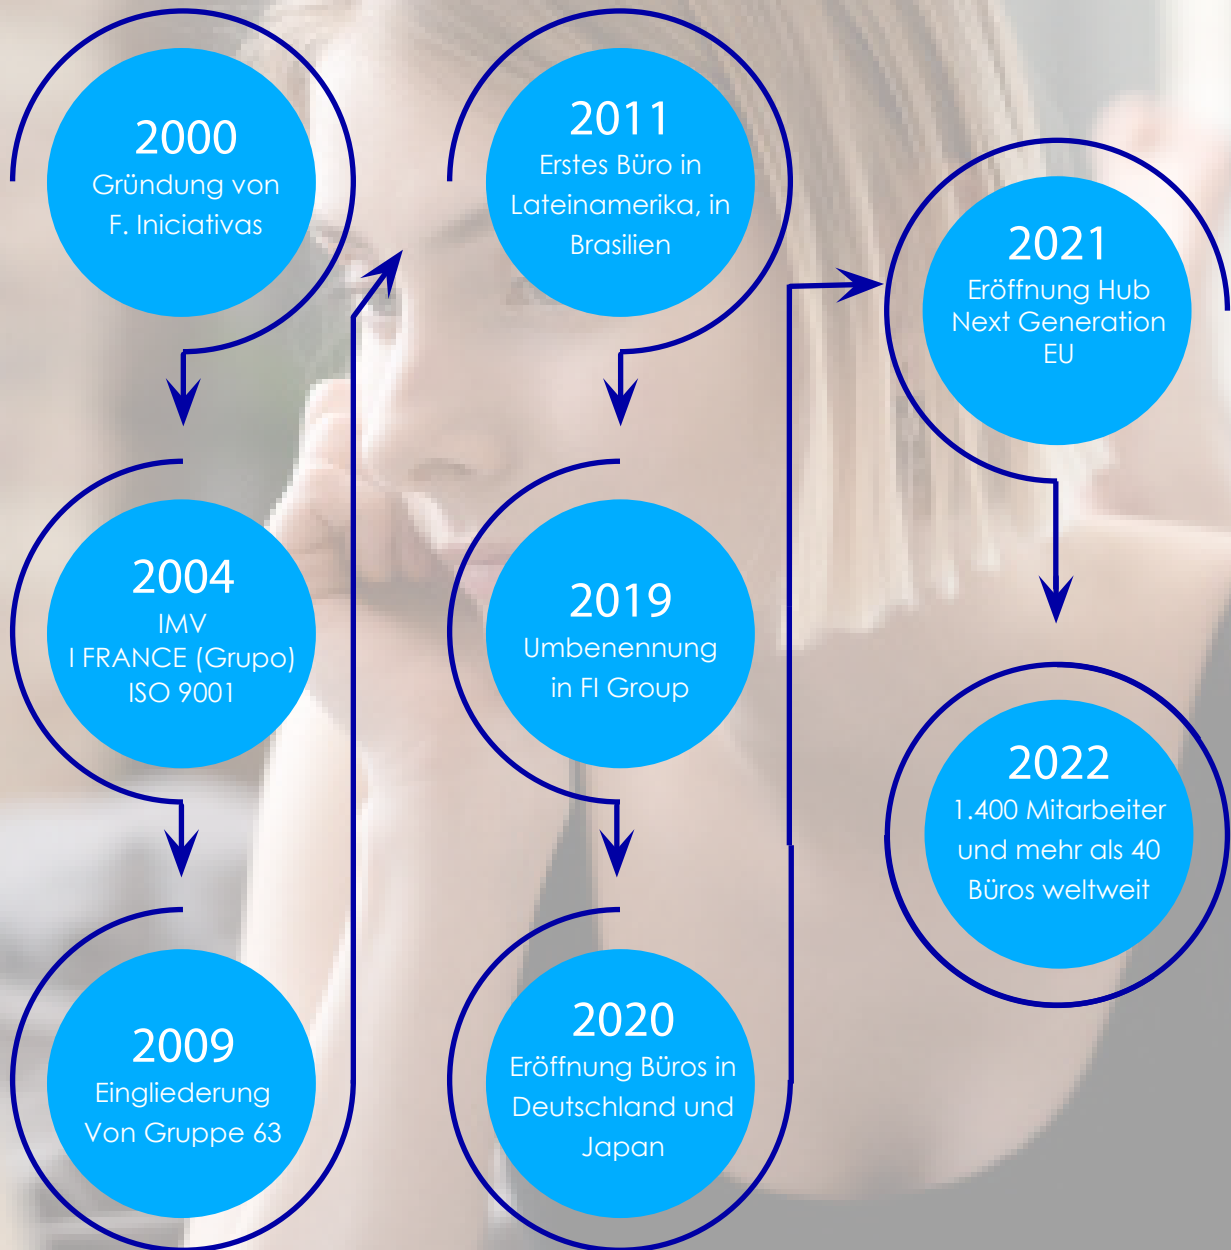 2000
Gründung von
F. Iniciativas
2004
IMV
I FRANCE (Grupo)
ISO 9001
2009
Eingliederung
Von Gruppe 63
2011
Erstes Büro in
Lateinamerika, in
Brasilien
2019
Umbenennung
in FI Group
2020
Eröffnung Büros in
Deutschland und
Japan
2021
Eröffnung Hub
Next Generation
EU
2022
1.400 Mitarbeiter
und mehr als 40
Büros weltweit